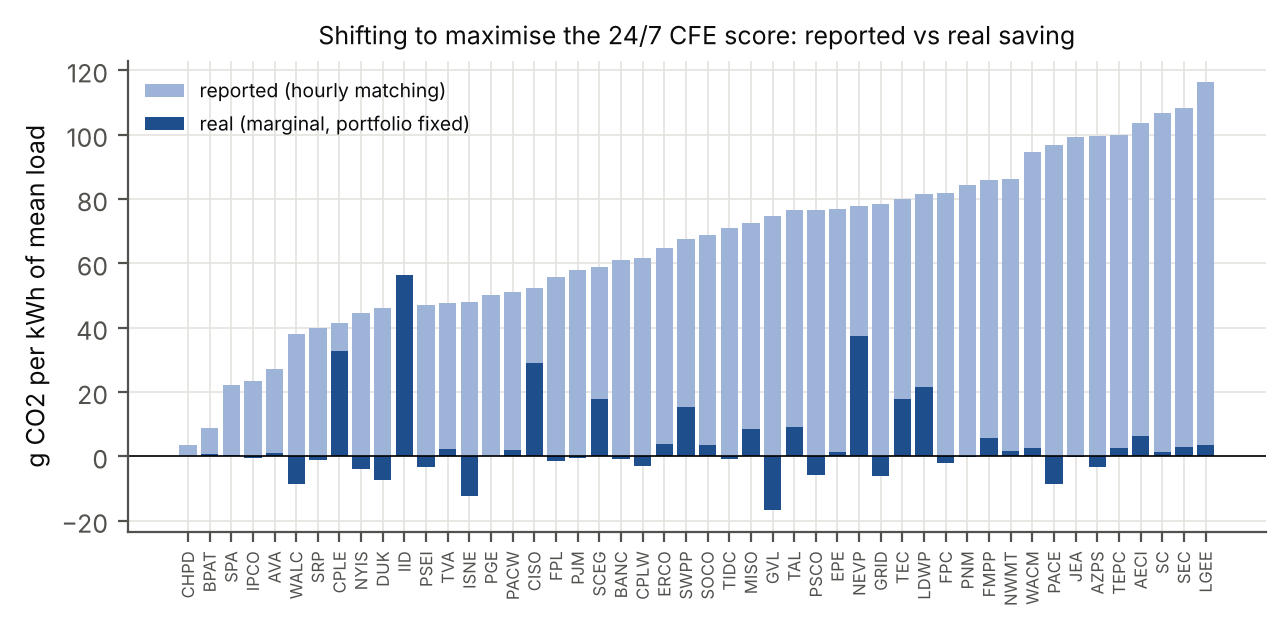 Shifting to maximise the 24/7 CFE score: reported vs real saving
120
100
80
60
40
20
0
−20
g CO2 per kWh of mean load
reported (hourly matching)
real (marginal, portfolio fixed)
CHPD
BPAT
SPA
IPCO
AVA
WALC
SRP
CPLE
NYIS
DUK
IID
PSEI
TVA
ISNE
PGE
PACW
CISO
FPL
PJM
SCEG
BANC
CPLW
ERCO
SWPP
SOCO
TIDC
MISO
GVL
TAL
PSCO
EPE
NEVP
GRID
TEC
LDWP
FPC
PNM
FMPP
NWMT
WACM
PACE
JEA
AZPS
TEPC
AECI
SC
SEC
LGEE